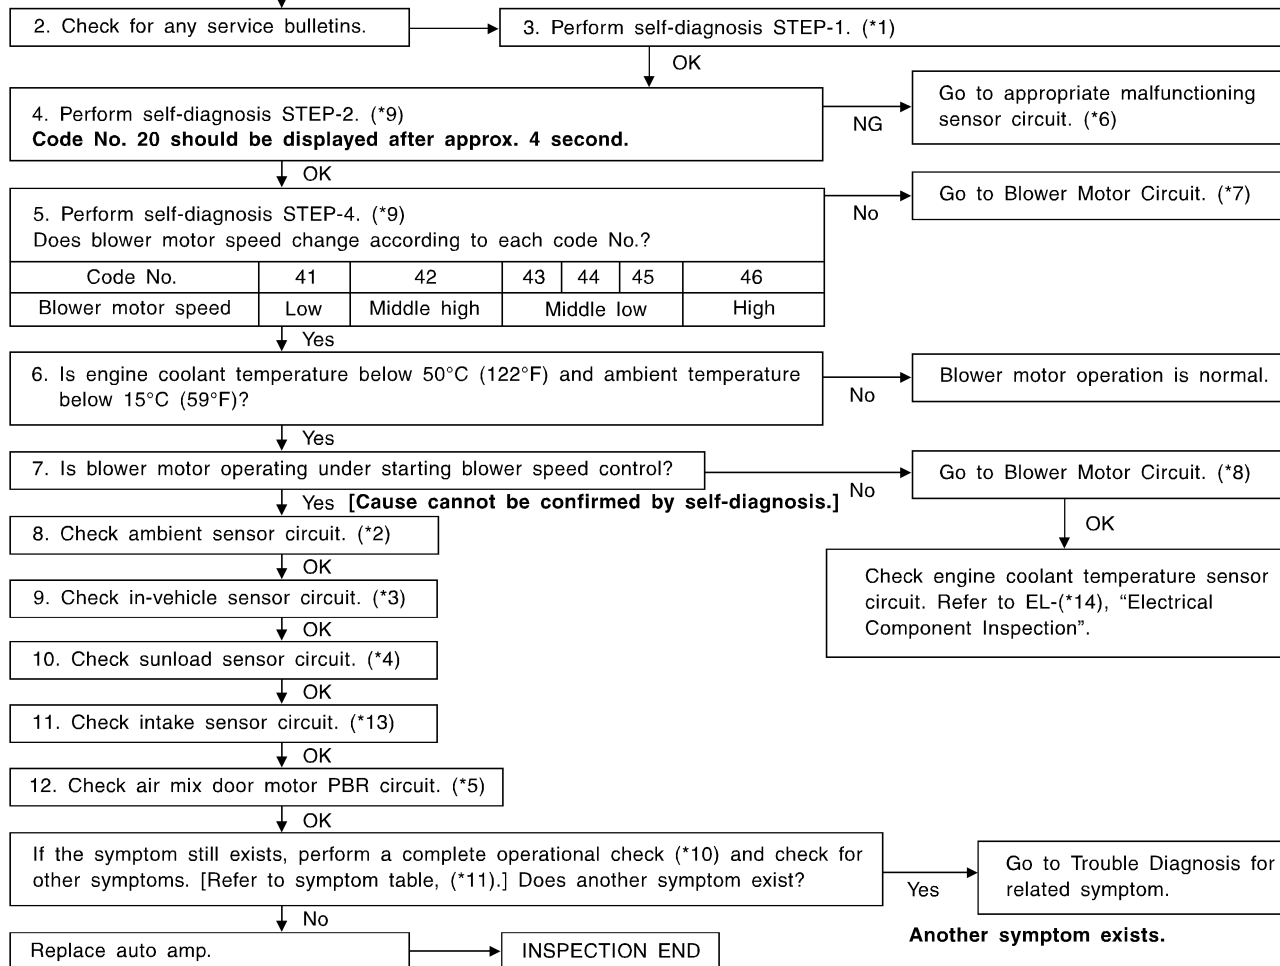 2. Check for any service bulletins.
3. Perform self-diagnosis STEP-1. (*1)
OK
4. Perform self-diagnosis STEP-2. (*9)
Code No. 20 should be displayed after approx. 4 second.
NG
Go to appropriate malfunctioning
sensor circuit. (*6)
OK
5. Perform self-diagnosis STEP-4. (*9)
Does blower motor speed change according to each code No.?
No
Go to Blower Motor Circuit. (*7)
Code No. 41 42 43 44 45 46
Blower motor speed Low Middle high Middle low High
Yes
6. Is engine coolant temperature below 50°C (122°F) and ambient temperature
below 15°C (59°F)?
No
Blower motor operation is normal.
Yes
7. Is blower motor operating under starting blower speed control?
No
Go to Blower Motor Circuit. (*8)
Yes [Cause cannot be confirmed by self-diagnosis.]
OK
Check engine coolant temperature sensor
circuit. Refer to EL-(*14), “Electrical
Component Inspection”.
8. Check ambient sensor circuit. (*2)
OK
9. Check in-vehicle sensor circuit. (*3)
OK
10. Check sunload sensor circuit. (*4)
OK
11. Check intake sensor circuit. (*13)
OK
12. Check air mix door motor PBR circuit. (*5)
OK
If the symptom still exists, perform a complete operational check (*10) and check for
other symptoms. [Refer to symptom table, (*11).] Does another symptom exist?
Yes
Go to Trouble Diagnosis for
related symptom.
Another symptom exists.
No
Replace auto amp.
INSPECTION END